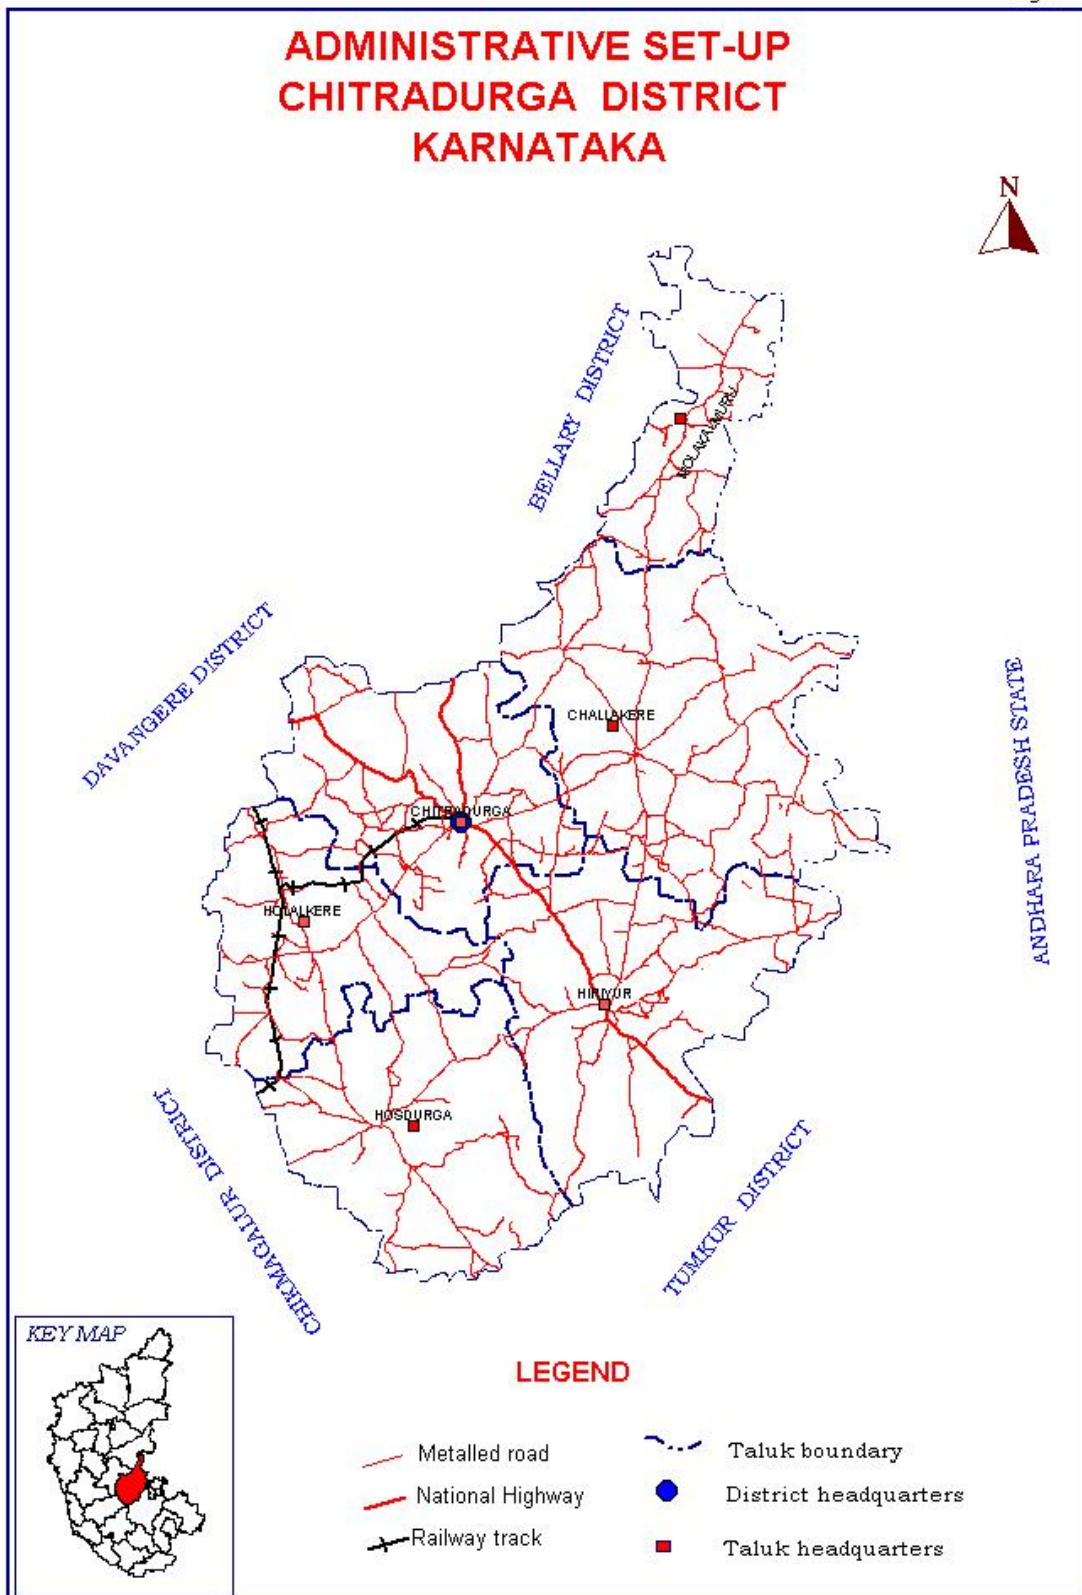 ADMINISTRATIVE SET-UP
CHITRADURGA DISTRICT
KARNATAKA
N
BELLARY DISTRICT
MOLAKALMURU
DAVANGERE DISTRICT
CHALLAKERE
ANDHARA PRADESH STATE
CHITRADURGA
HOLALKERE
HIRIYUR
HOSDURGA
CHIKMAGALUR DISTRICT
TUMKUR DISTRICT
KEY MAP
LEGEND
Metalled road
National Highway
Railway track
Taluk boundary
District headquarters
Taluk headquarters